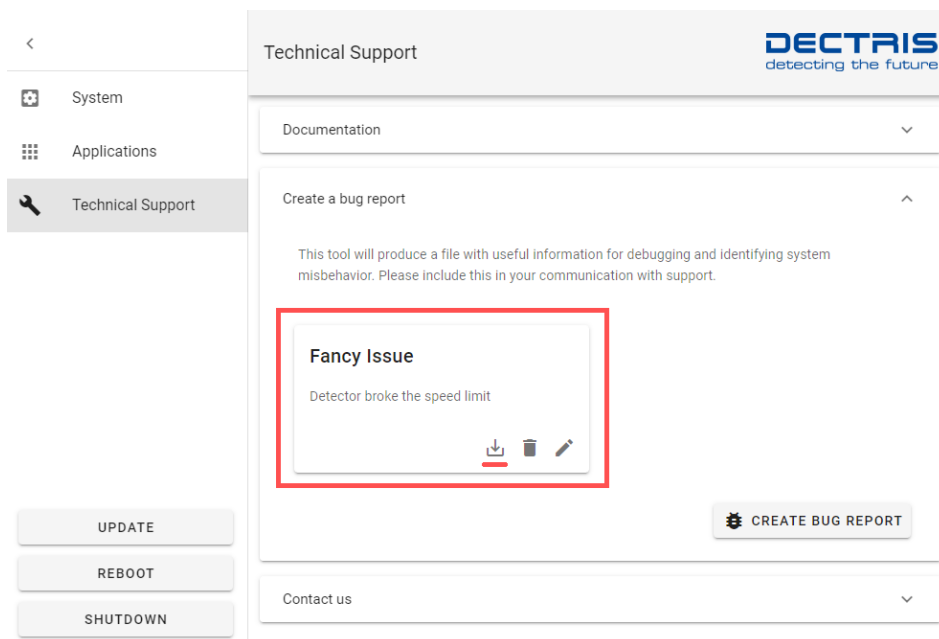 Technical Support
DECTRIS
detecting the future
System
Applications
Technical Support
UPDATE
REBOOT
SHUTDOWN
Documentation
Create a bug report
This tool will produce a file with useful information for debugging and identifying system
misbehavior. Please include this in your communication with support.
Fancy Issue
Detector broke the speed limit
CREATE BUG REPORT
Contact us